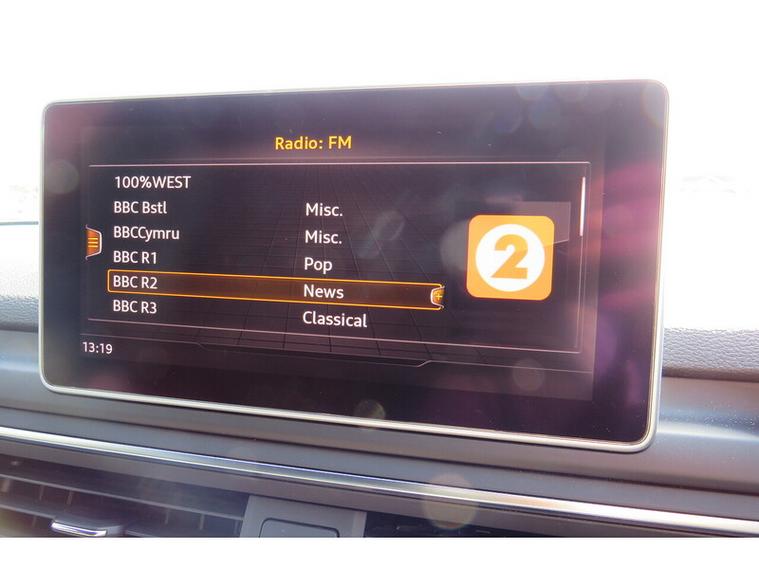 Radio: FM
100%WEST
BBC Bstl Misc.
BBCCymru Misc.
BBC R1 Pop
BBC R2 News
BBC R3 Classical
2
13:19